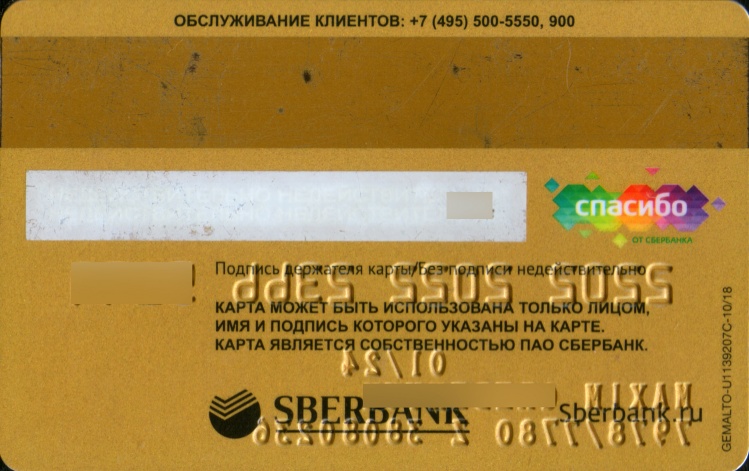 ОБСЛУЖИВАНИЕ КЛИЕНТОВ: +7 (495) 500-5550, 900
спасибо
ОТ СБЕРБАНКА
Подпись держателя карты/Без подписи недействительно
КАРТА МОЖЕТ БЫТЬ ИСПОЛЬЗОВАНА ТОЛЬКО ЛИЦОМ,
ИМЯ И ПОДПИСЬ КОТОРОГО УКАЗАНЫ НА КАРТЕ.
КАРТА ЯВЛЯЕТСЯ СОБСТВЕННОСТЬЮ ПАО СБЕРБАНК.
SBERBANK
Sberbank.ru
GEMALTO-U1139207C-10/18